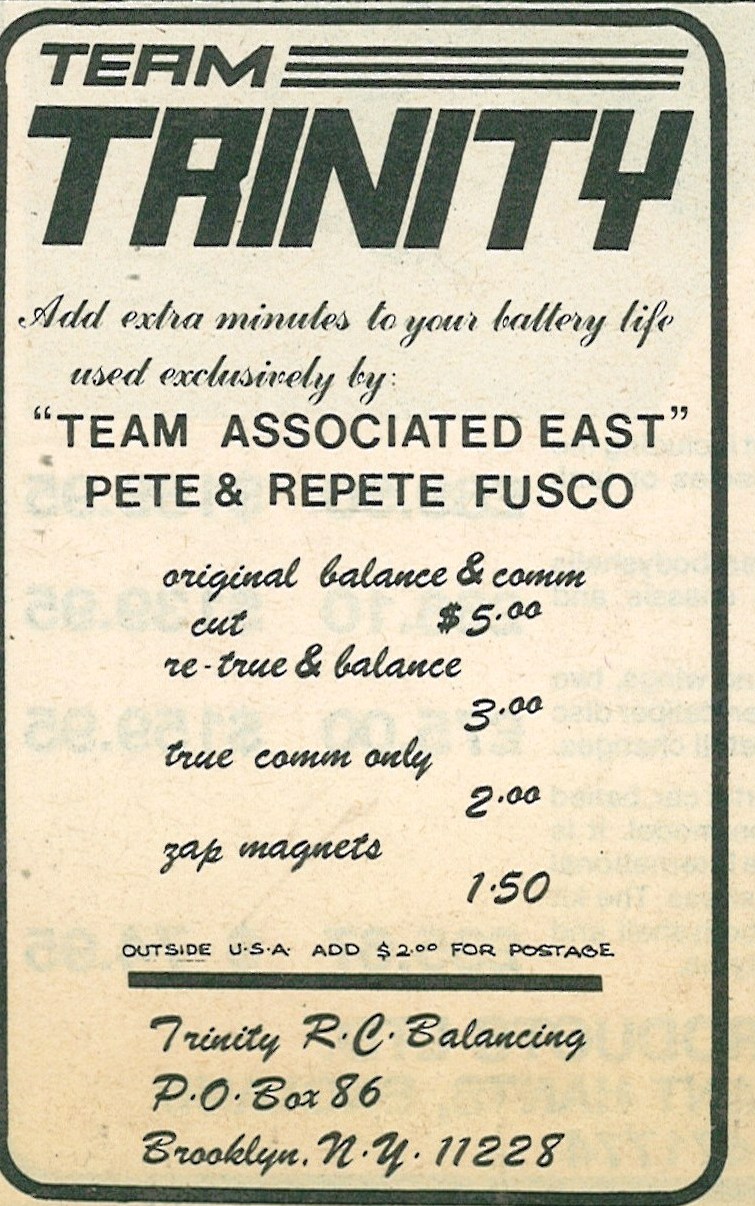 TEAM
TRINITY
Add extra minutes to your battery life
used exclusively by:
"TEAM ASSOCIATED EAST"
PETE & REPETE FUSCO
original balance & comm
cut $5.00
re-true & balance
3.00
true comm only
2.00
zap magnets
1.50
OUTSIDE U.S.A. ADD $2.00 FOR POSTAGE
Trinity R.C. Balancing
P.O. Box 86
Brooklyn, N.Y. 11228